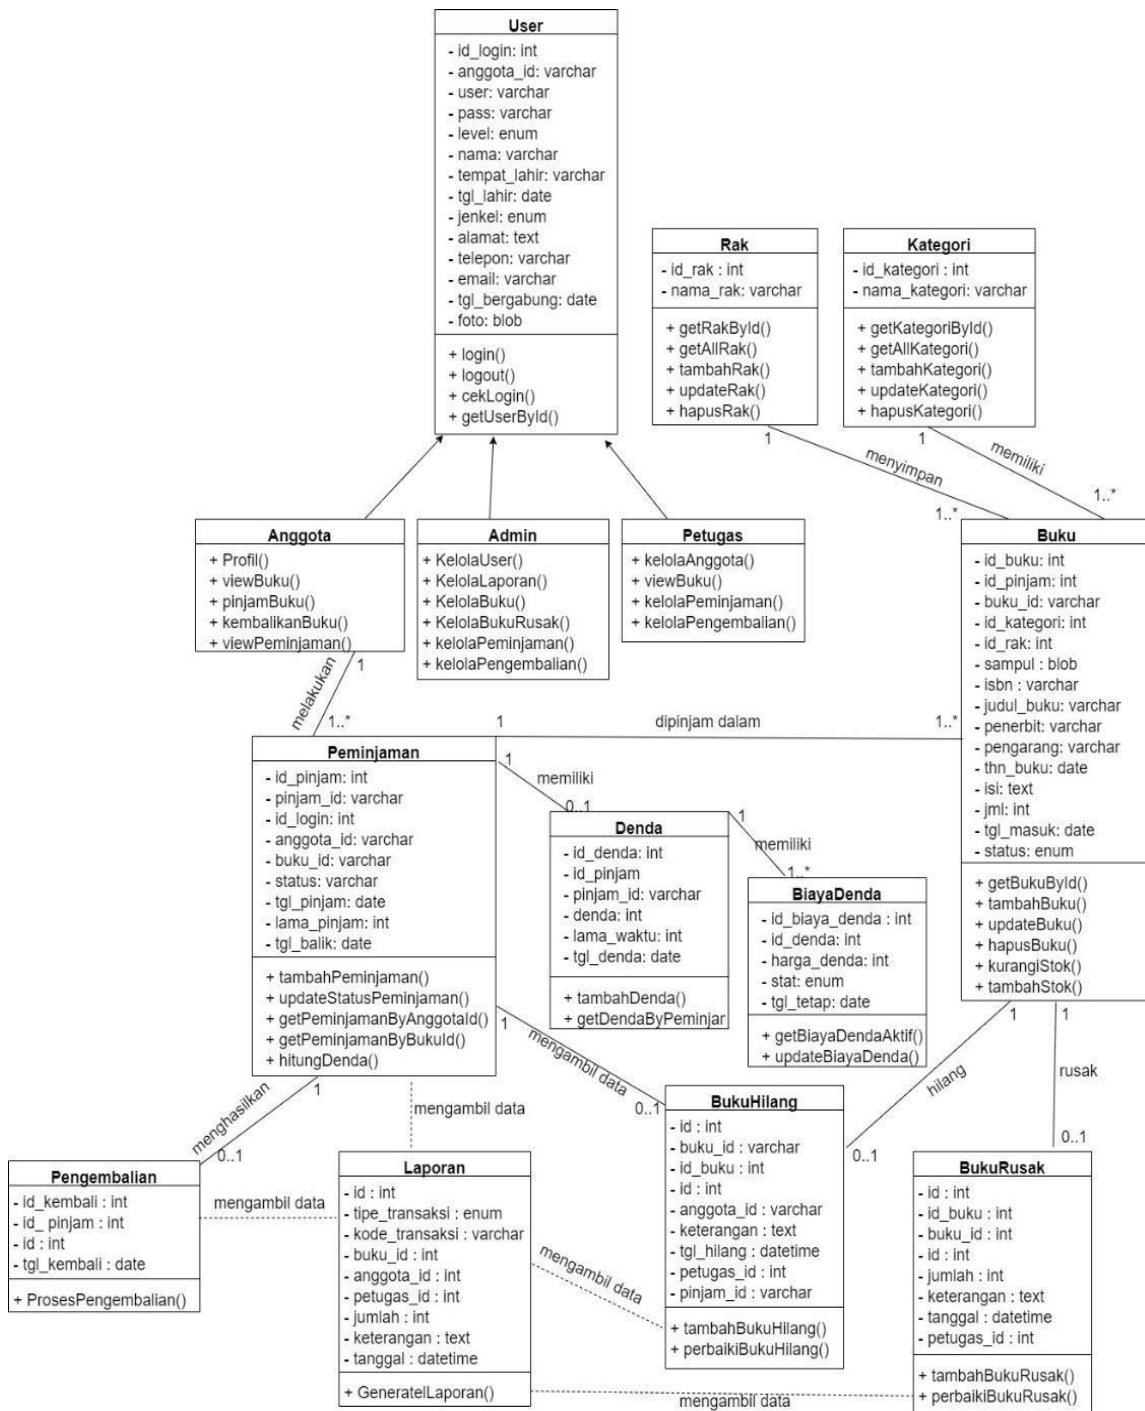 User
- id_login: int
- anggota_id: varchar
- user: varchar
- pass: varchar
- level: enum
- nama: varchar
- tempat_lahir: varchar
- tgl_lahir: date
- jenkel: enum
- alamat: text
- telepon: varchar
- email: varchar
- tgl_bergabung: date
- foto: blob
+ login()
+ logout()
+ cekLogin()
+ getUserById()
Rak
- id_rak : int
- nama_rak: varchar
+ getRakById()
+ getAllRak()
+ tambahRak()
+ updateRak()
+ hapusRak()
Kategori
- id_kategori : int
- nama_kategori: varchar
+ getKategoriById()
+ getAllKategori()
+ tambahKategori()
+ updateKategori()
+ hapusKategori()
1
menyimpan
1..*
1
memiliki
1..*
Anggota
+ Profil()
+ viewBuku()
+ pinjamBuku()
+ kembalikanBuku()
+ viewPeminjaman()
Admin
+ KelolaUser()
+ KelolaLaporan()
+ KelolaBuku()
+ KelolaBukuRusak()
+ kelolaPeminjaman()
+ kelolaPengembalian()
Petugas
+ kelolaAnggota()
+ viewBuku()
+ kelolaPeminjaman()
+ kelolaPengembalian()
Buku
- id_buku: int
- id_pinjam: int
- buku_id: varchar
- id_kategori: int
- id_rak: int
- sampul : blob
- isbn : varchar
- judul_buku: varchar
- penerbit: varchar
- pengarang: varchar
- thn_buku: date
- isi: text
- jml: int
- tgl_masuk: date
- status: enum
+ getBukuById()
+ tambahBuku()
+ updateBuku()
+ hapusBuku()
+ kurangiStok()
+ tambahStok()
1
melakukan
1..*
1
dipinjam dalam
1..*
Peminjaman
- id_pinjam: int
- pinjam_id: varchar
- id_login: int
- anggota_id: varchar
- buku_id: varchar
- status: varchar
- tgl_pinjam: date
- lama_pinjam: int
- tgl_balik: date
+ tambahPeminjaman()
+ updateStatusPeminjaman()
+ getPeminjamanByAnggotaId()
+ getPeminjamanByBukuId()
+ hitungDenda()
1
memiliki
0..1
Denda
- id_denda: int
- id_pinjam
- pinjam_id: varchar
- denda: int
- lama_waktu: int
- tgl_denda: date
+ tambahDenda()
+ getDendaByPeminjar
1
memiliki
1..*
BiayaDenda
- id_biaya_denda : int
- id_denda: int
- harga_denda: int
- stat: enum
- tgl_tetap: date
+ getBiayaDendaAktif()
+ updateBiayaDenda()
1
mengambil data
0..1
1
hilang
0..1
1
rusak
0..1
1
menghasilkan
0..1
mengambil data
Pengembalian
- id_kembali : int
- id_ pinjam : int
- id : int
- tgl_kembali : date
+ ProsesPengembalian()
mengambil data
Laporan
- id : int
- tipe_transaksi : enum
- kode_transaksi : varchar
- buku_id : int
- anggota_id : int
- petugas_id : int
- jumlah : int
- keterangan : text
- tanggal : datetime
+ GeneratelLaporan()
mengambil data
BukuHilang
- id : int
- buku_id : varchar
- id_buku : int
- id : int
- anggota_id : varchar
- keterangan : text
- tgl_hilang : datetime
- petugas_id : int
- pinjam_id : varchar
+ tambahBukuHilang()
+ perbaikiBukuHilang()
BukuRusak
- id : int
- id_buku : int
- buku_id : int
- id : int
- jumlah : int
- keterangan : text
- tanggal : datetime
- petugas_id : int
+ tambahBukuRusak()
+ perbaikiBukuRusak()
mengambil data